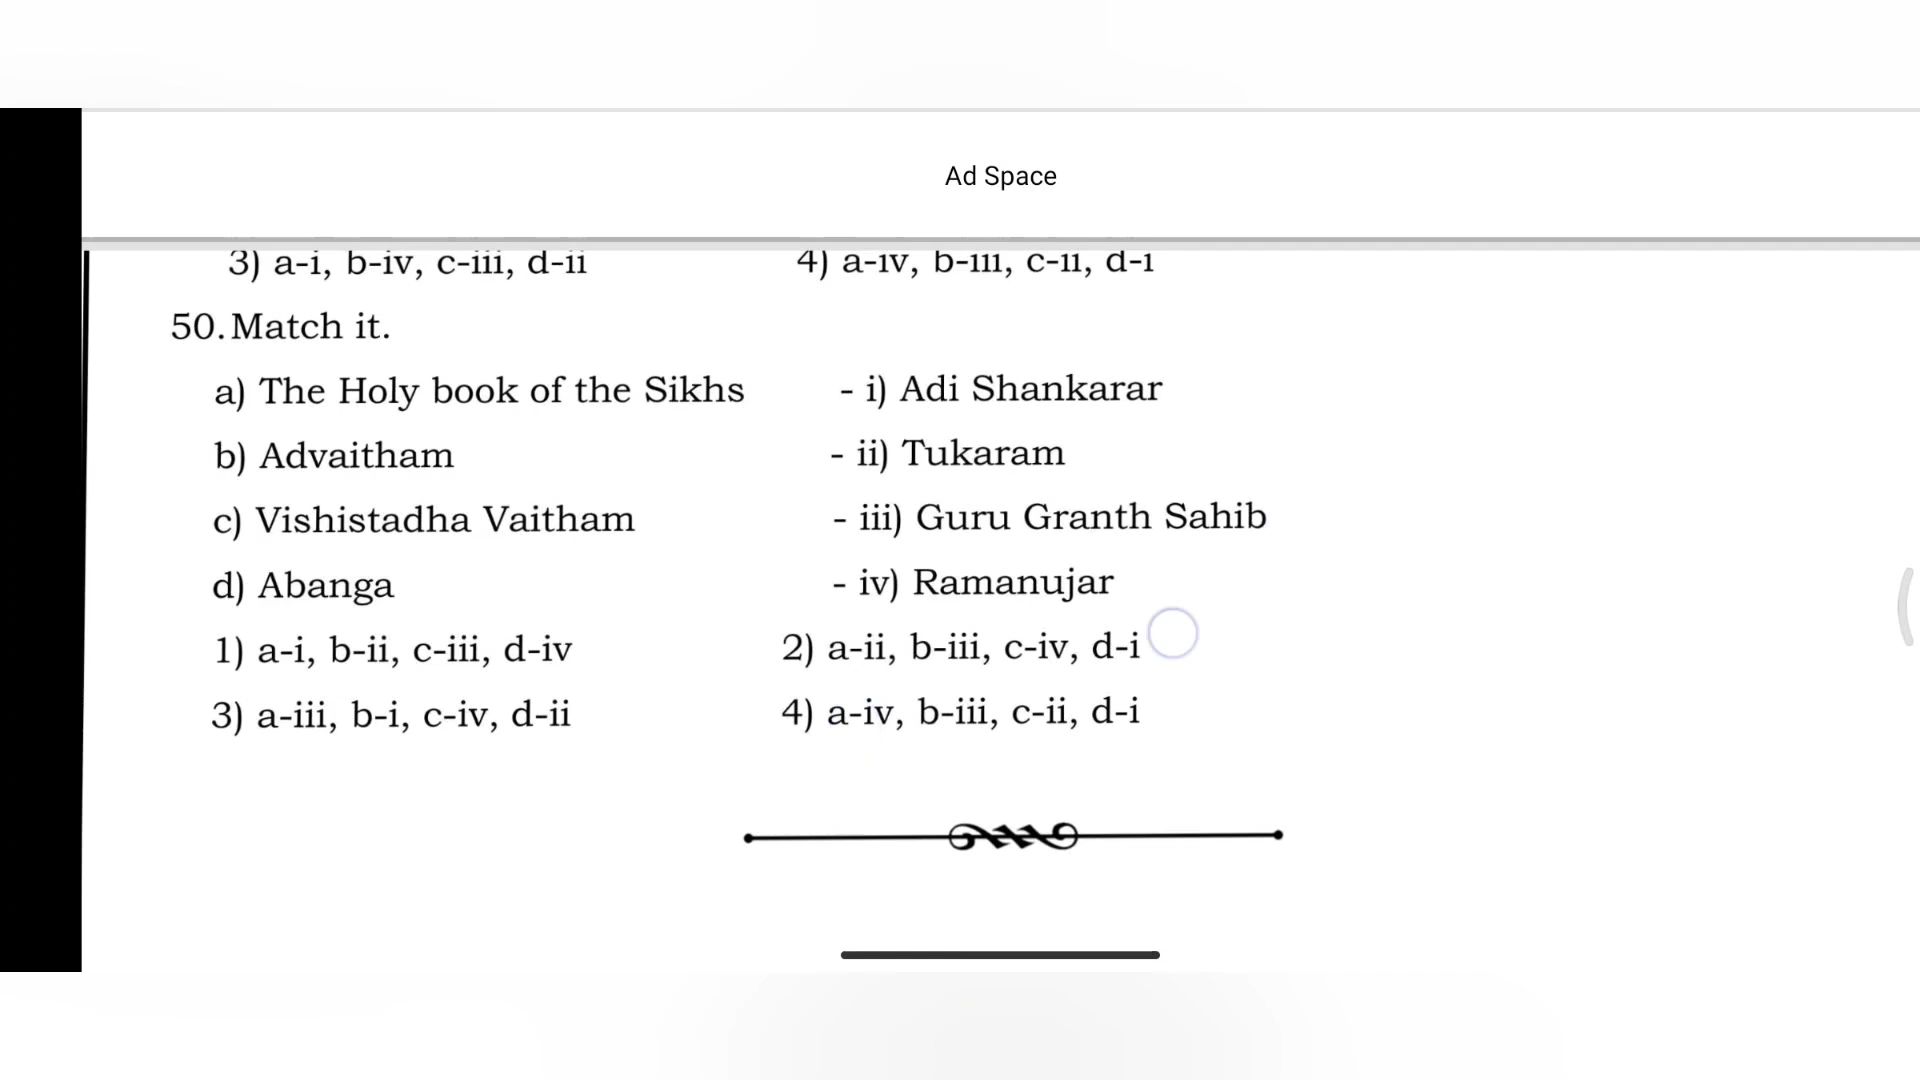 Ad Space
3) a-i, b-iv, c-iii, d-ii 4) a-iv, b-iii, c-ii, d-i
50. Match it.
a) The Holy book of the Sikhs - i) Adi Shankarar
b) Advaitham - ii) Tukaram
c) Vishistadha Vaitham - iii) Guru Granth Sahib
d) Abanga - iv) Ramanujar
1) a-i, b-ii, c-iii, d-iv 2) a-ii, b-iii, c-iv, d-i
3) a-iii, b-i, c-iv, d-ii 4) a-iv, b-iii, c-ii, d-i